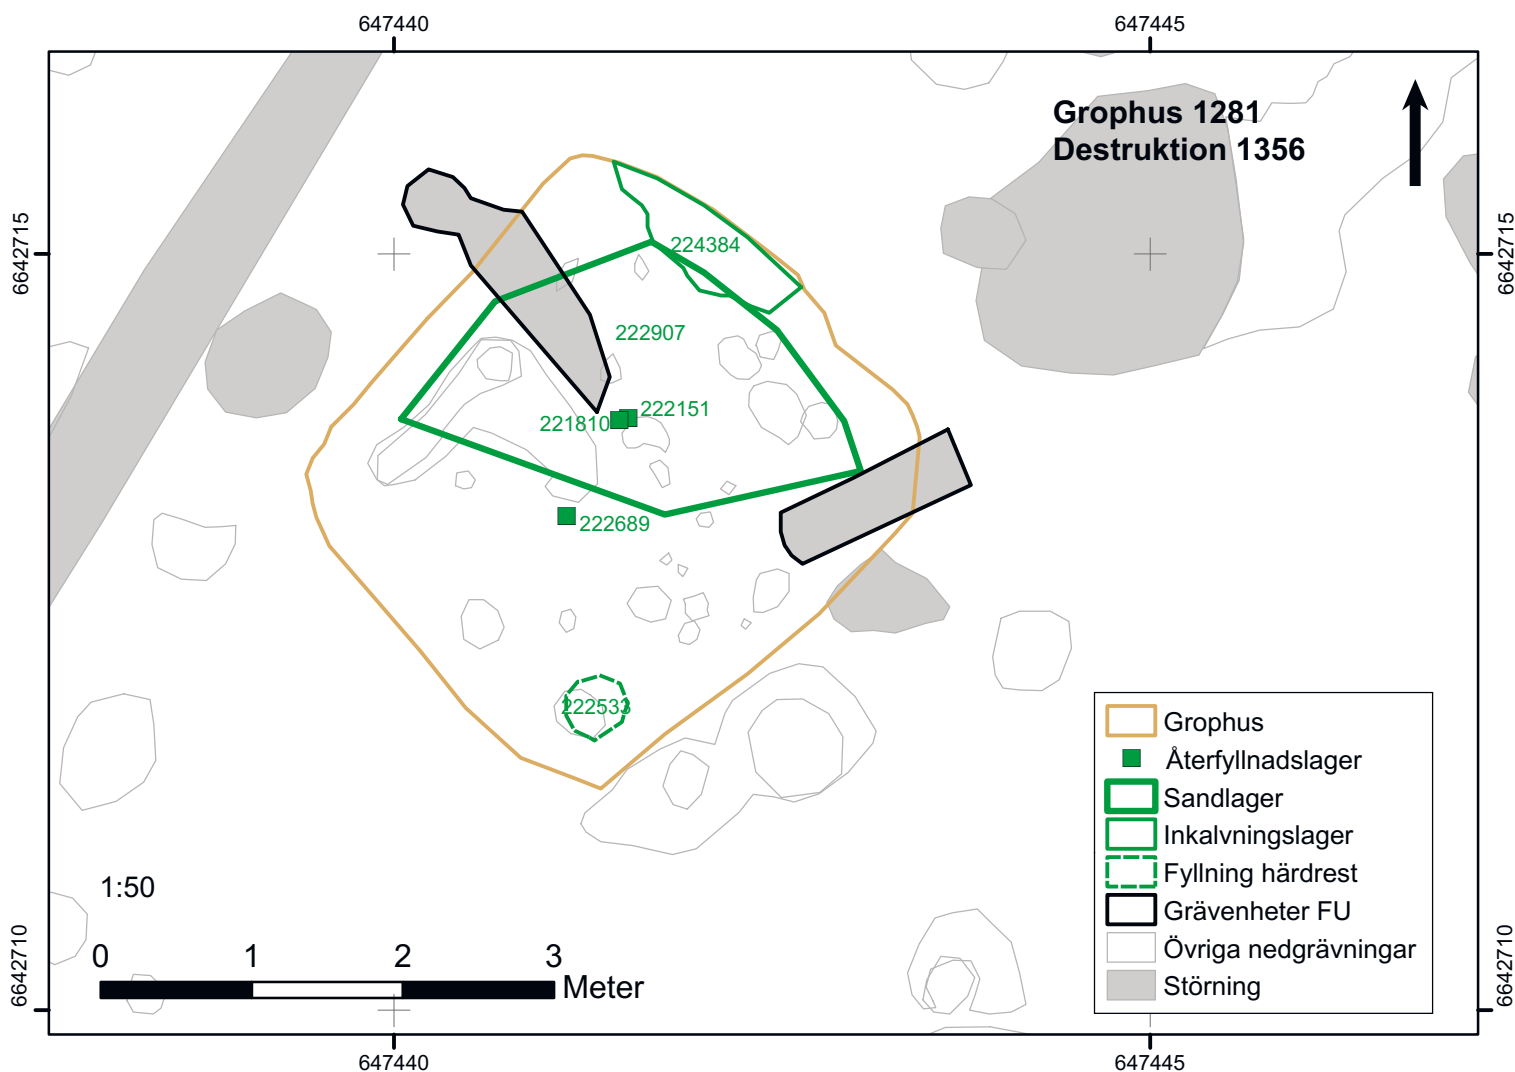 647440
647445
Grophus 1281
Destruktion 1356
6642715
6642715
224384
222907
222151
221810
222689
222533
Grophus
Återfyllnadslager
Sandlager
Inkalvningslager
Fyllning härdrest
Grävenheter FU
Övriga nedgrävningar
Störning
1:50
0 1 2 3
Meter
6642710
6642710
647440
647445